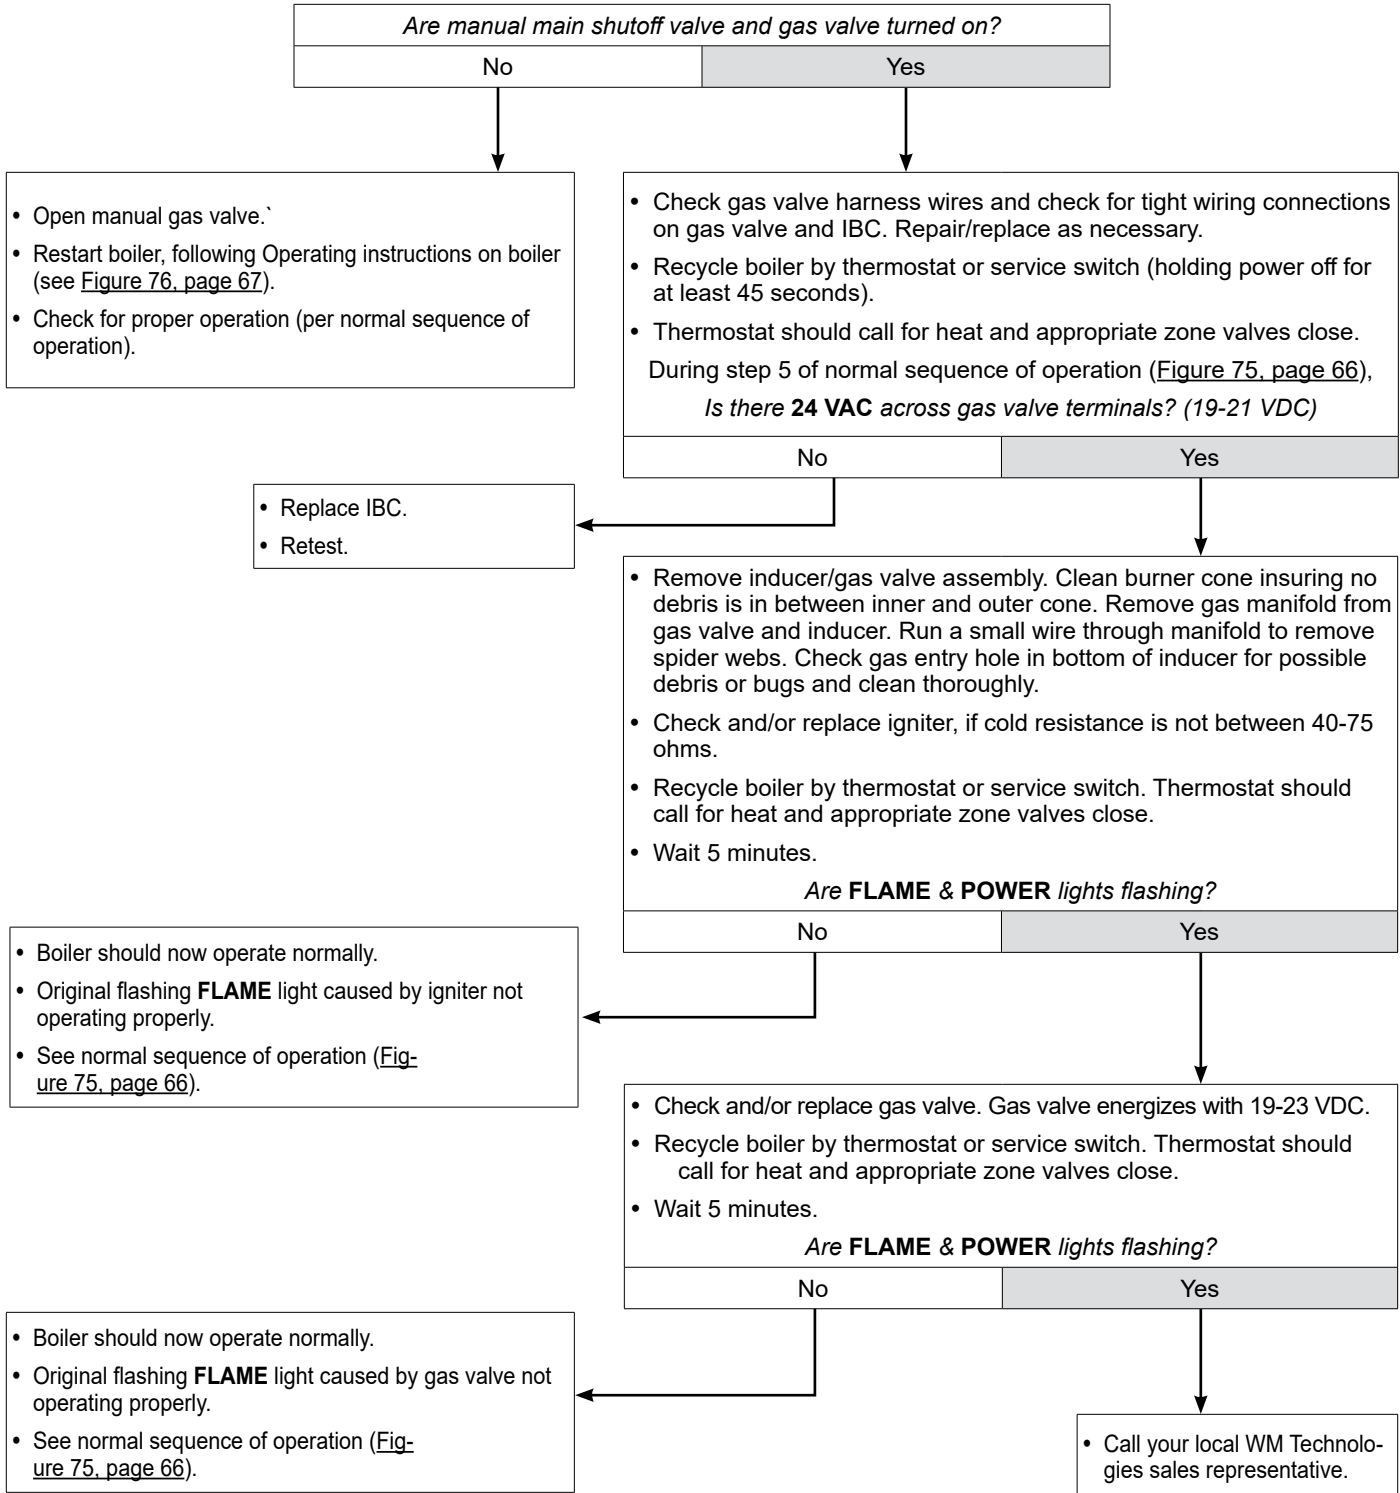 Are manual main shutoff valve and gas valve turned on?
No
Yes
• Open manual gas valve.`
• Restart boiler, following Operating instructions on boiler
(see Figure 76, page 67).
• Check for proper operation (per normal sequence of
operation).
• Check gas valve harness wires and check for tight wiring connections
on gas valve and IBC. Repair/replace as necessary.
• Recycle boiler by thermostat or service switch (holding power off for
at least 45 seconds).
• Thermostat should call for heat and appropriate zone valves close.
During step 5 of normal sequence of operation (Figure 75, page 66),
Is there 24 VAC across gas valve terminals? (19-21 VDC)
No
Yes
• Replace IBC.
• Retest.
• Remove inducer/gas valve assembly. Clean burner cone insuring no
debris is in between inner and outer cone. Remove gas manifold from
gas valve and inducer. Run a small wire through manifold to remove
spider webs. Check gas entry hole in bottom of inducer for possible
debris or bugs and clean thoroughly.
• Check and/or replace igniter, if cold resistance is not between 40-75
ohms.
• Recycle boiler by thermostat or service switch. Thermostat should
call for heat and appropriate zone valves close.
• Wait 5 minutes.
Are FLAME & POWER lights flashing?
No
Yes
• Boiler should now operate normally.
• Original flashing FLAME light caused by igniter not
operating properly.
• See normal sequence of operation (Fig-
ure 75, page 66).
• Check and/or replace gas valve. Gas valve energizes with 19-23 VDC.
• Recycle boiler by thermostat or service switch. Thermostat should
call for heat and appropriate zone valves close.
• Wait 5 minutes.
Are FLAME & POWER lights flashing?
No
Yes
• Boiler should now operate normally.
• Original flashing FLAME light caused by gas valve not
operating properly.
• See normal sequence of operation (Fig-
ure 75, page 66).
• Call your local WM Technolo-
gies sales representative.